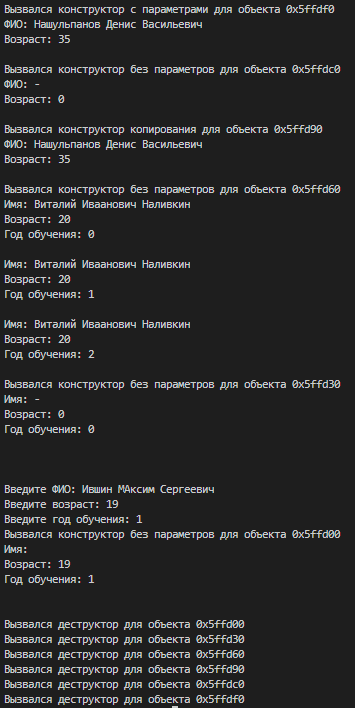 Вызвался конструктор с параметрами для объекта 0x5ffdf0
ФИО: Нашульпанов Денис Васильевич
Возраст: 35
Вызвался конструктор без параметров для объекта 0x5ffdc0
ФИО: -
Возраст: 0
Вызвался конструктор копирования для объекта 0x5ffd90
ФИО: Нашульпанов Денис Васильевич
Возраст: 35
Вызвался конструктор без параметров для объекта 0x5ffd60
Имя: Виталий Иваанович Наливкин
Возраст: 20
Год обучения: 0
Имя: Виталий Иваанович Наливкин
Возраст: 20
Год обучения: 1
Имя: Виталий Иваанович Наливкин
Возраст: 20
Год обучения: 2
Вызвался конструктор без параметров для объекта 0x5ffd30
Имя: -
Возраст: 0
Год обучения: 0
Введите ФИО: Ившин МАксим Сергеевич
Введите возраст: 19
Введите год обучения: 1
Вызвался конструктор без параметров для объекта 0x5ffd00
Имя:
Возраст: 19
Год обучения: 1
Вызвался деструктор для объекта 0x5ffd00
Вызвался деструктор для объекта 0x5ffd30
Вызвался деструктор для объекта 0x5ffd60
Вызвался деструктор для объекта 0x5ffd90
Вызвался деструктор для объекта 0x5ffdc0
Вызвался деструктор для объекта 0x5ffdf0